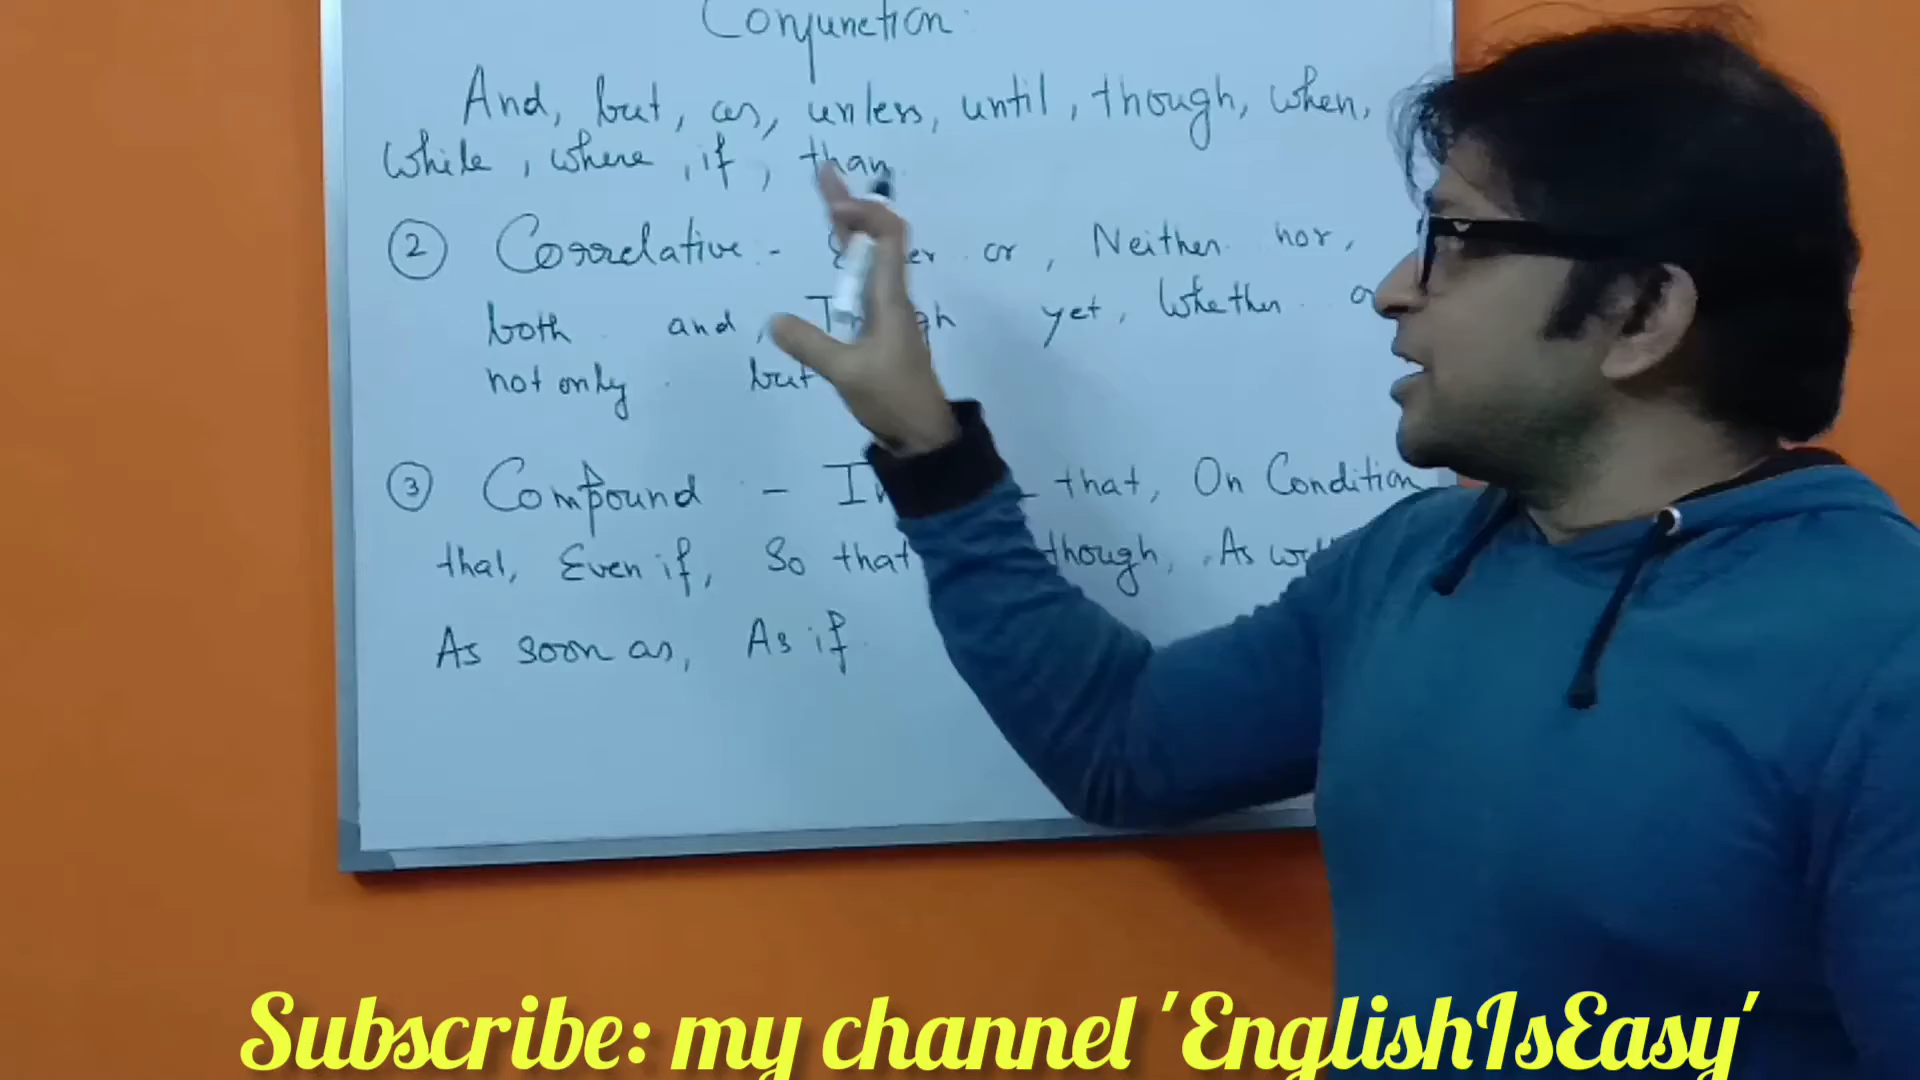 Conjunction
And, but, as, unless, until, though, when,
while, where, if, than
② Correlative - or, Neither nor,
both and, yet, Whether
not only but
③ Compound - that, On Condition
that, Even if, So that though, As
As soon as, As if
Subscribe: my channel 'EnglishIsEasy'